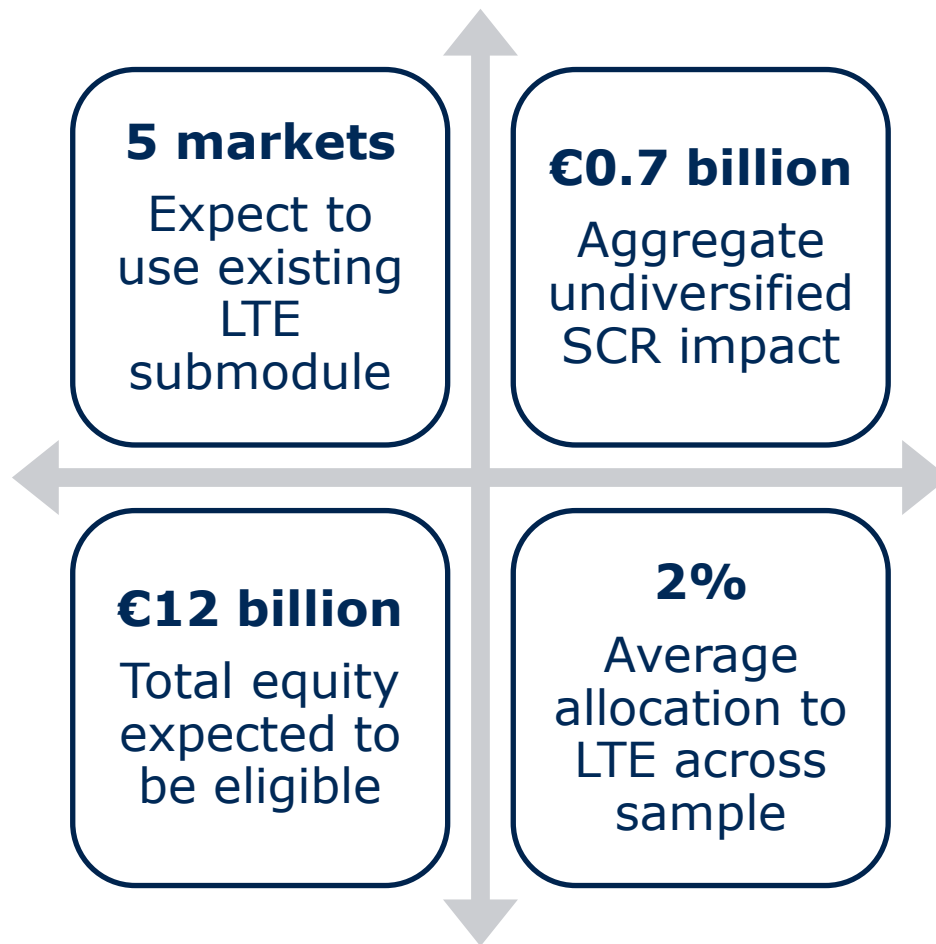 5 markets
Expect to
use existing
LTE
submodule
€0.7 billion
Aggregate
undiversified
SCR impact
€12 billion
Total equity
expected to
be eligible
2%
Average
allocation to
LTE across
sample